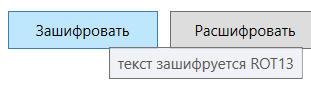 Зашифровать Расшифровать
текст зашифруется ROT13